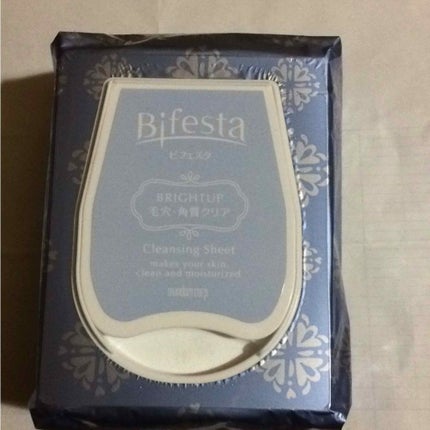 Bifesta
ビフェスタ
BRIGHTUP
毛穴・角質クリア
Cleansing Sheet
makes your skin
clean and moisturized
mandom corp.